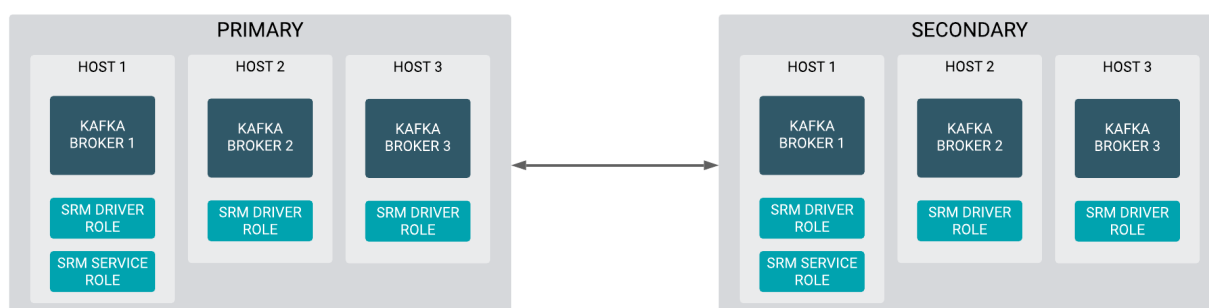 PRIMARY
HOST 1
KAFKA
BROKER 1
SRM DRIVER
ROLE
SRM SERVICE
ROLE
HOST 2
KAFKA
BROKER 2
SRM DRIVER
ROLE
HOST 3
KAFKA
BROKER 3
SRM DRIVER
ROLE
SECONDARY
HOST 1
KAFKA
BROKER 1
SRM DRIVER
ROLE
SRM SERVICE
ROLE
HOST 2
KAFKA
BROKER 2
SRM DRIVER
ROLE
HOST 3
KAFKA
BROKER 3
SRM DRIVER
ROLE